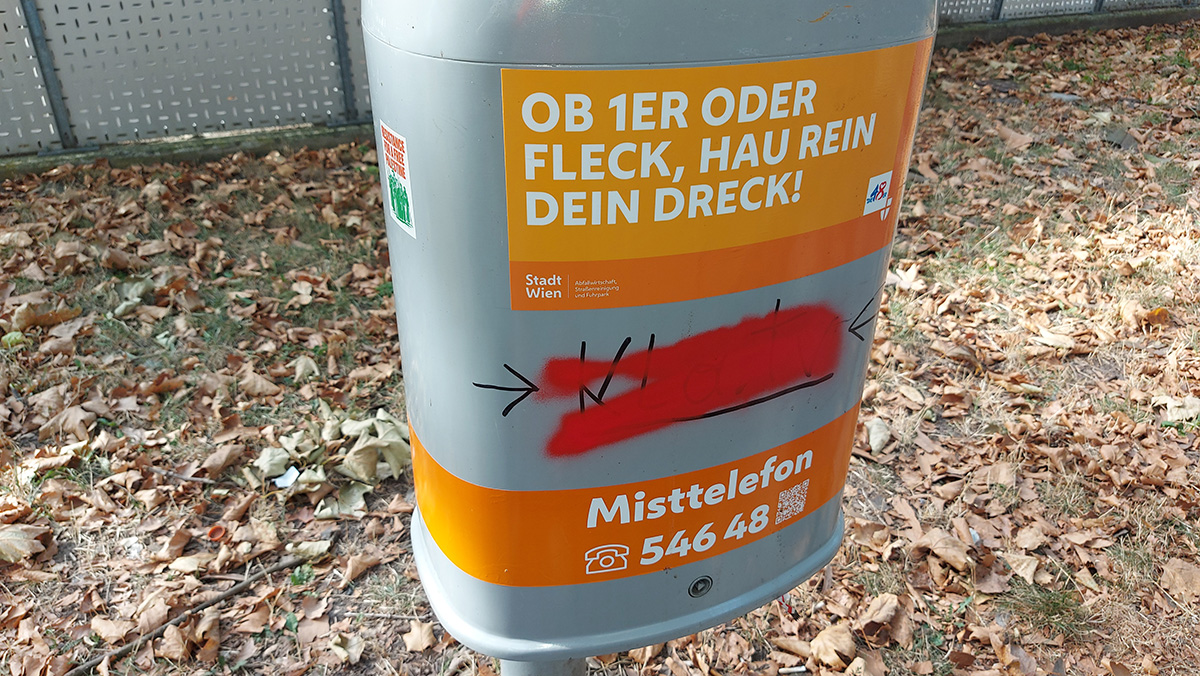 OB 1ER ODER
FLECK, HAU REIN
DEIN DRECK!
Stadt
Wien
Abfallwirtschaft,
Straßenreinigung
und Fuhrpark
Misttelefon
546 48